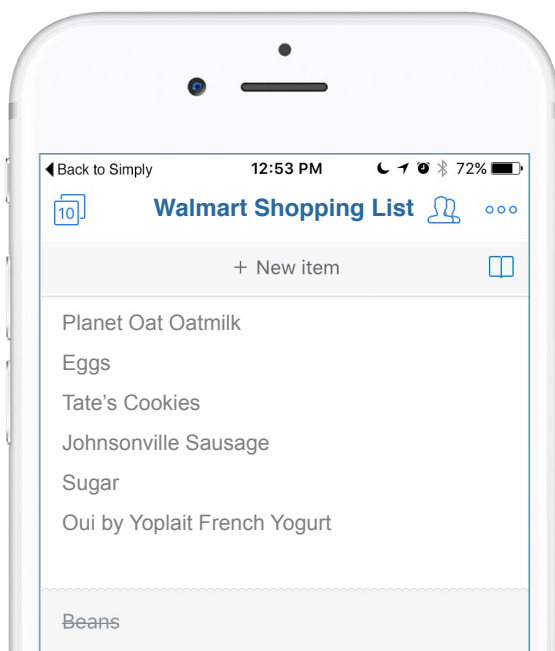 Back to Simply 12:53 PM 72%
10 Walmart Shopping List
+ New item
Planet Oat Oatmilk
Eggs
Tate’s Cookies
Johnsonville Sausage
Sugar
Oui by Yoplait French Yogurt
Beans